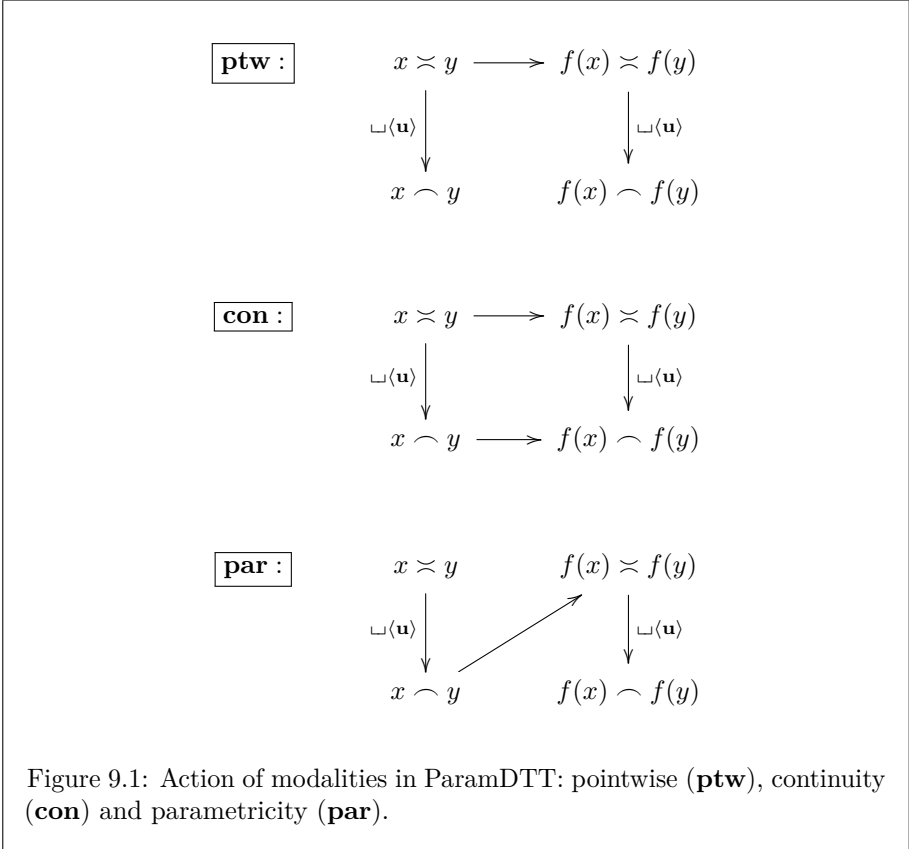 ptw : x ≍ y f(x) ≍ f(y)
␣⟨u⟩ ␣⟨u⟩
x ⌢ y f(x) ⌢ f(y)
con : x ≍ y f(x) ≍ f(y)
␣⟨u⟩ ␣⟨u⟩
x ⌢ y f(x) ⌢ f(y)
par : x ≍ y f(x) ≍ f(y)
␣⟨u⟩ ␣⟨u⟩
x ⌢ y f(x) ⌢ f(y)
Figure 9.1: Action of modalities in ParamDTT: pointwise (ptw), continuity
(con) and parametricity (par).